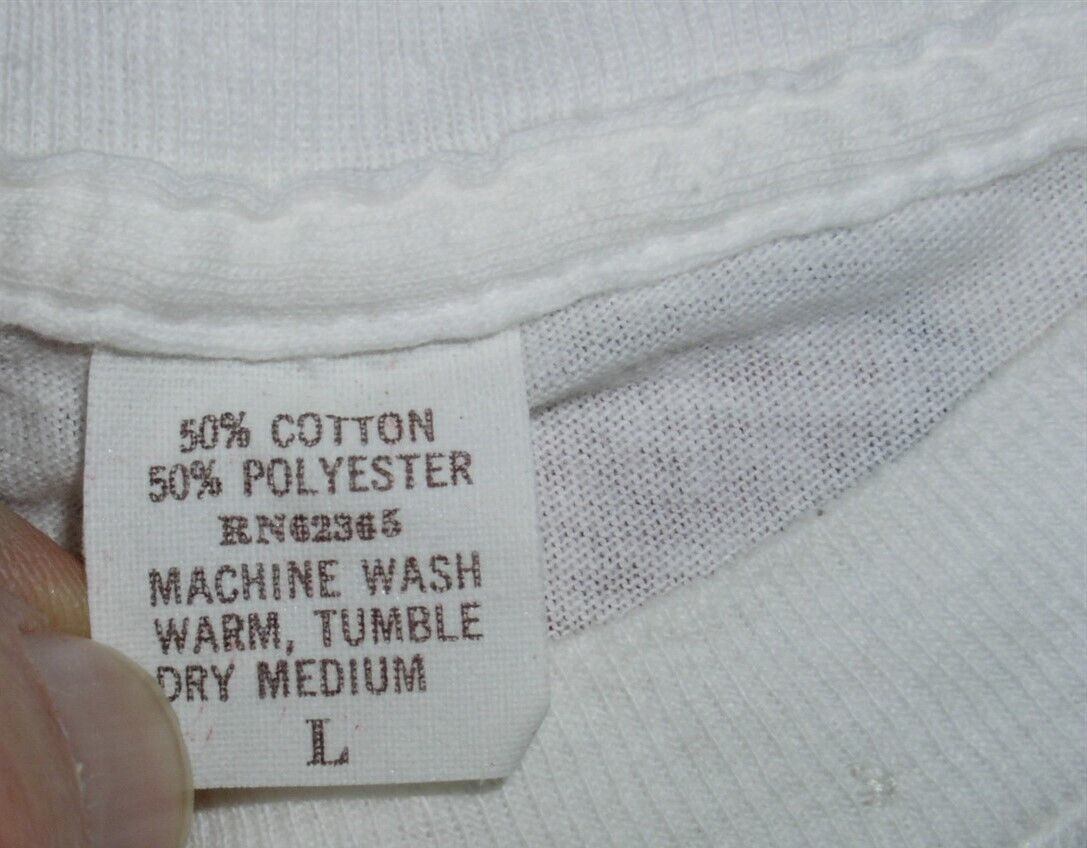 50% COTTON
50% POLYESTER
RN62365
MACHINE WASH
WARM, TUMBLE
DRY MEDIUM
L